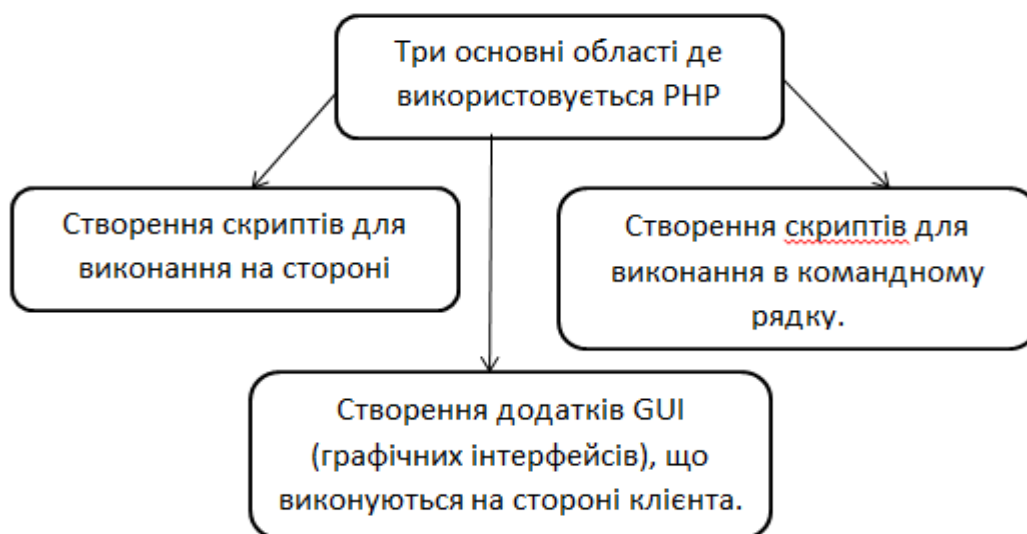 Три основні області де
використовується PHP
Створення скриптів для
виконання на стороні
Створення скриптів для
виконання в командному
рядку.
Створення додатків GUI
(графічних інтерфейсів), що
виконуються на стороні клієнта.